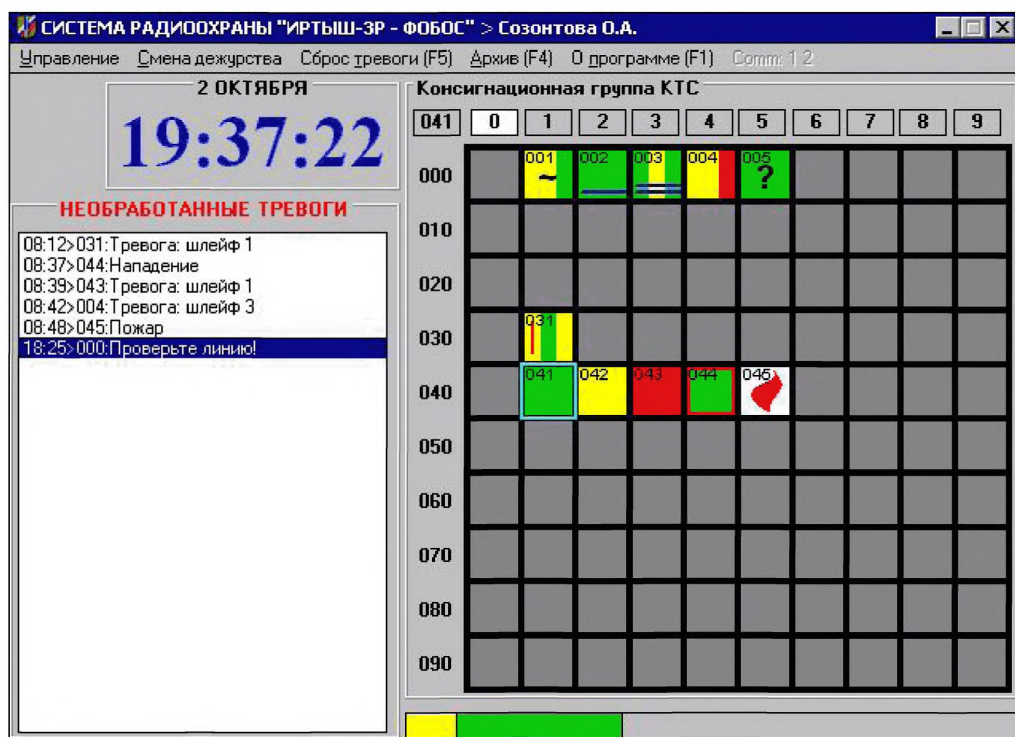 СИСТЕМА РАДИООХРАНЫ "ИРТЫШ-3Р - ФОБОС" > Созонтова О.А.
Управление Смена дежурства Сброс тревоги (F5) Архив (F4) О программе (F1) Comm: 1 2
2 ОКТЯБРЯ
19:37:22
НЕОБРАБОТАННЫЕ ТРЕВОГИ
08:12>031:Тревога: шлейф 1
08:37>044:Нападение
08:39>043:Тревога: шлейф 1
08:42>004:Тревога: шлейф 3
08:48>045:Пожар
18:25>000:Проверьте линию!
Консигнационная группа КТС
041 0 1 2 3 4 5 6 7 8 9
000 001 002 003 004 005
~ ?
010
020
030 031
040 041 042 043 044 045
050
060
070
080
090